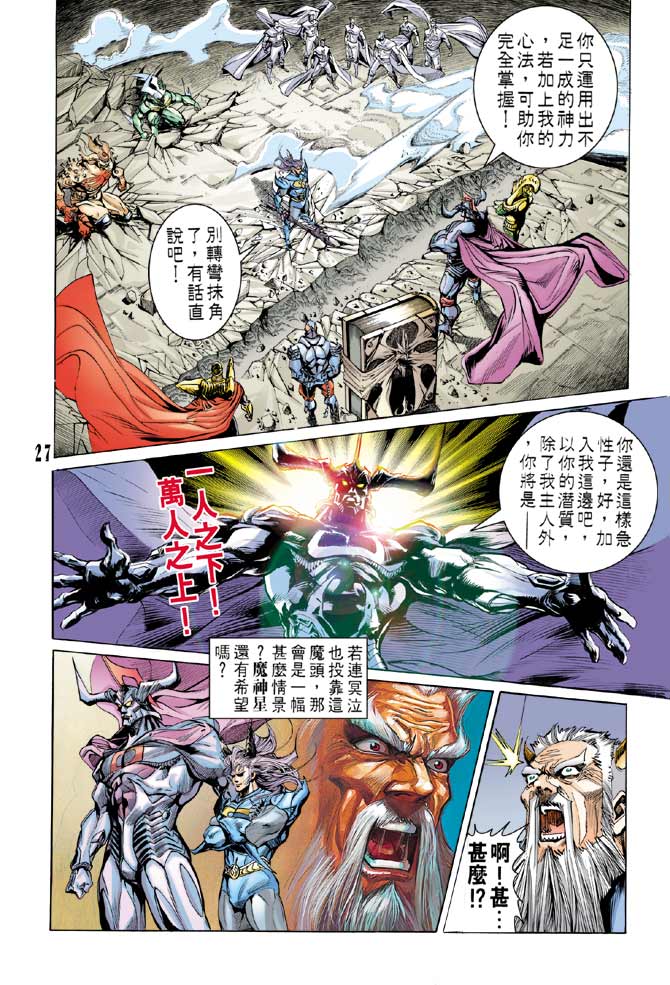 你只運用出不
足一成的神力
，若加上我的
心法，可助你
完全掌握！
別轉彎抹角
了，有話直
說吧！
27
你還是這樣急
性子，好，加
入我這邊吧，
以你的潛質，
除了我主人外
，你將是—
一人之下！
萬人之上！
若連冥泣
也投靠這
魔頭，那
會是一幅
甚麼情景
？魔神星
還有希望
嗎？
啊！甚…
甚麼！？